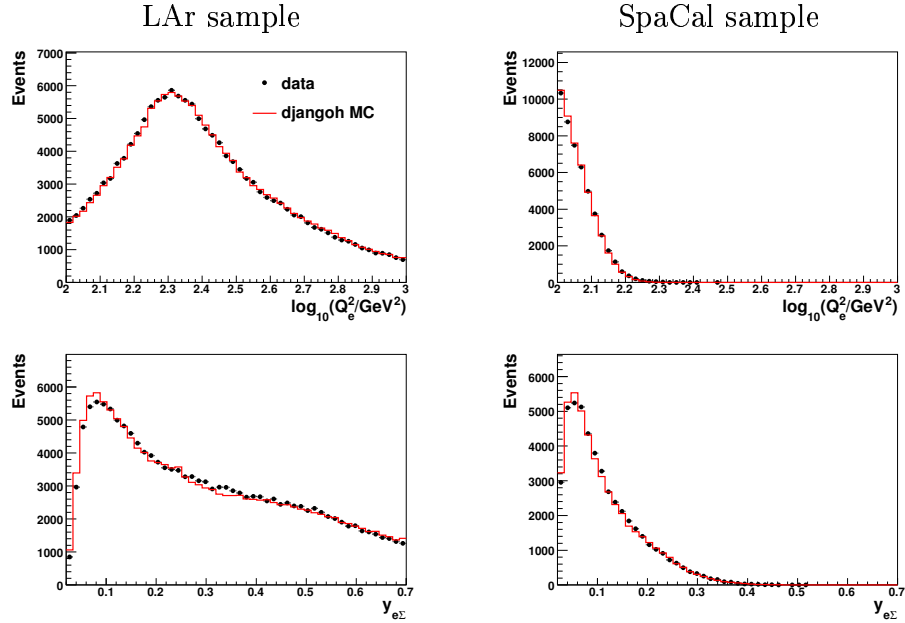 LAr sample
SpaCal sample
Events
7000
6000
5000
4000
3000
2000
1000
0
data
djangoh MC
2 2.1 2.2 2.3 2.4 2.5 2.6 2.7 2.8 2.9 3
log10(Qe2/GeV2)
Events
12000
10000
8000
6000
4000
2000
0
2 2.1 2.2 2.3 2.4 2.5 2.6 2.7 2.8 2.9 3
log10(Qe2/GeV2)
Events
6000
5000
4000
3000
2000
1000
0
0.1 0.2 0.3 0.4 0.5 0.6 0.7
yeΣ
Events
6000
5000
4000
3000
2000
1000
0
0.1 0.2 0.3 0.4 0.5 0.6 0.7
yeΣ